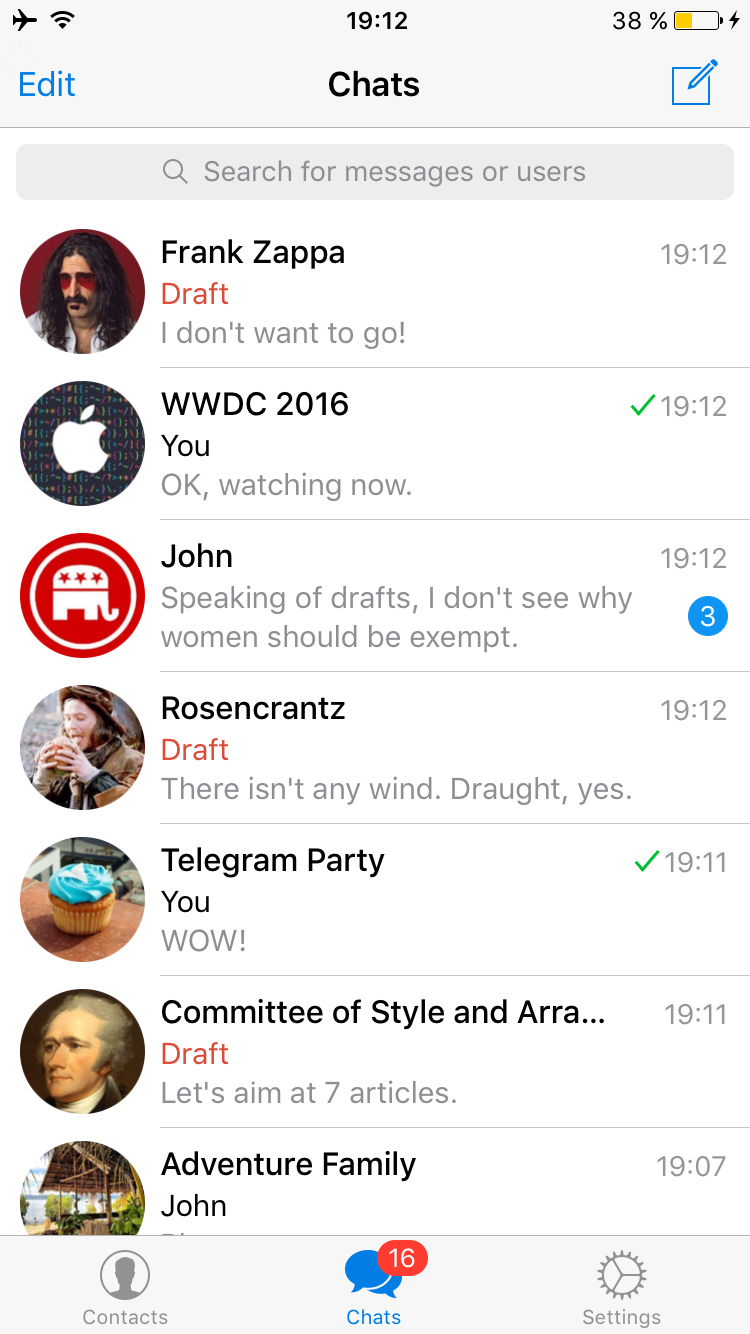 19:12
38 %
Edit
Chats
Search for messages or users
Frank Zappa
19:12
Draft
I don't want to go!
WWDC 2016
19:12
You
OK, watching now.
John
19:12
Speaking of drafts, I don't see why
women should be exempt.
3
Rosencrantz
19:12
Draft
There isn't any wind. Draught, yes.
Telegram Party
19:11
You
WOW!
Committee of Style and Arra...
19:11
Draft
Let's aim at 7 articles.
Adventure Family
19:07
John
16
Contacts
Chats
Settings